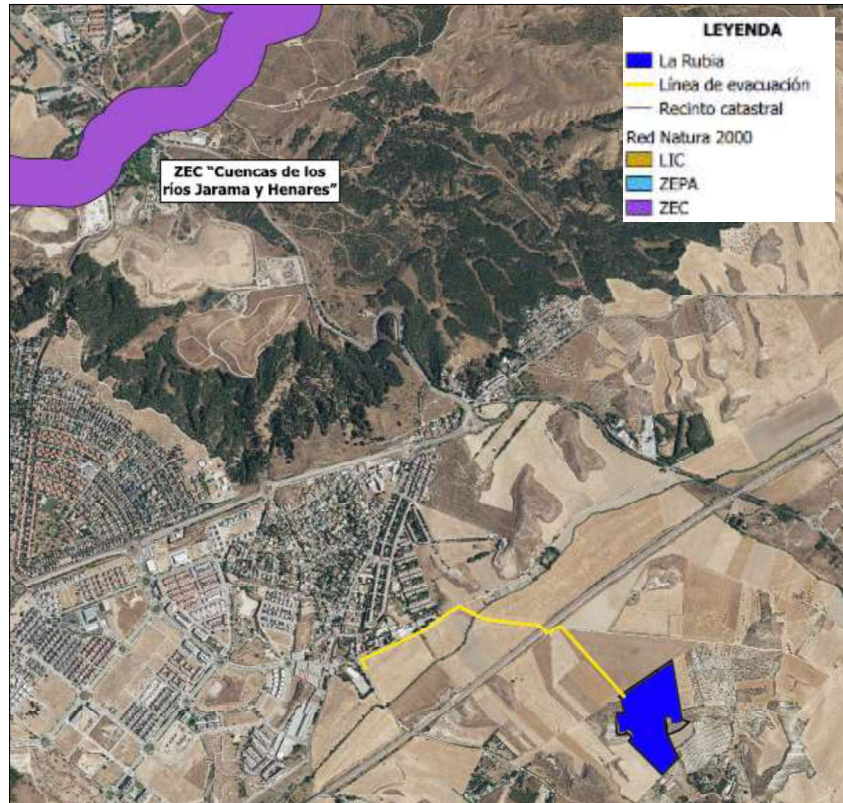 LEYENDA
La Rubia
Línea de evacuación
Recinto catastral
Red Natura 2000
LIC
ZEPA
ZEC
ZEC "Cuencas de los
ríos Jarama y Henares"